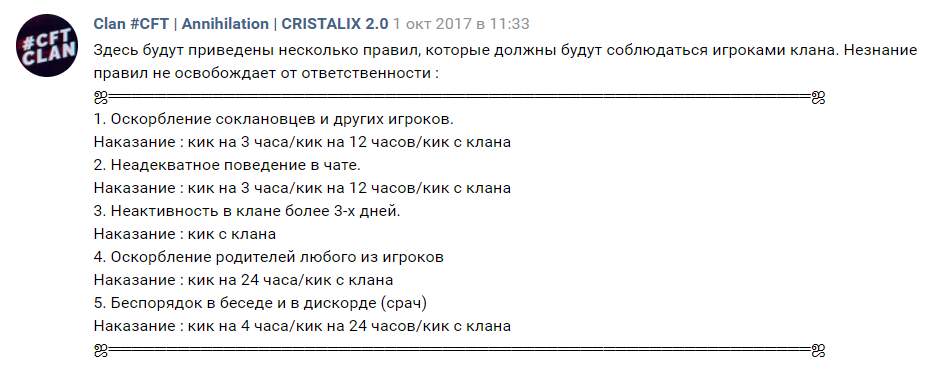 #CFT
CLAN
Clan #CFT | Annihilation | CRISTALIX 2.0 1 окт 2017 в 11:33
Здесь будут приведены несколько правил, которые должны будут соблюдаться игроками клана. Незнание
правил не освобождает от ответственности :
ஜ══════════════════════════════════════════════════════════════ஜ
1. Оскорбление соклановцев и других игроков.
Наказание : кик на 3 часа/кик на 12 часов/кик с клана
2. Неадекватное поведение в чате.
Наказание : кик на 3 часа/кик на 12 часов/кик с клана
3. Неактивность в клане более 3-х дней.
Наказание : кик с клана
4. Оскорбление родителей любого из игроков
Наказание : кик на 24 часа/кик с клана
5. Беспорядок в беседе и в дискорде (срач)
Наказание : кик на 4 часа/кик на 24 часов/кик с клана
ஜ══════════════════════════════════════════════════════════════ஜ